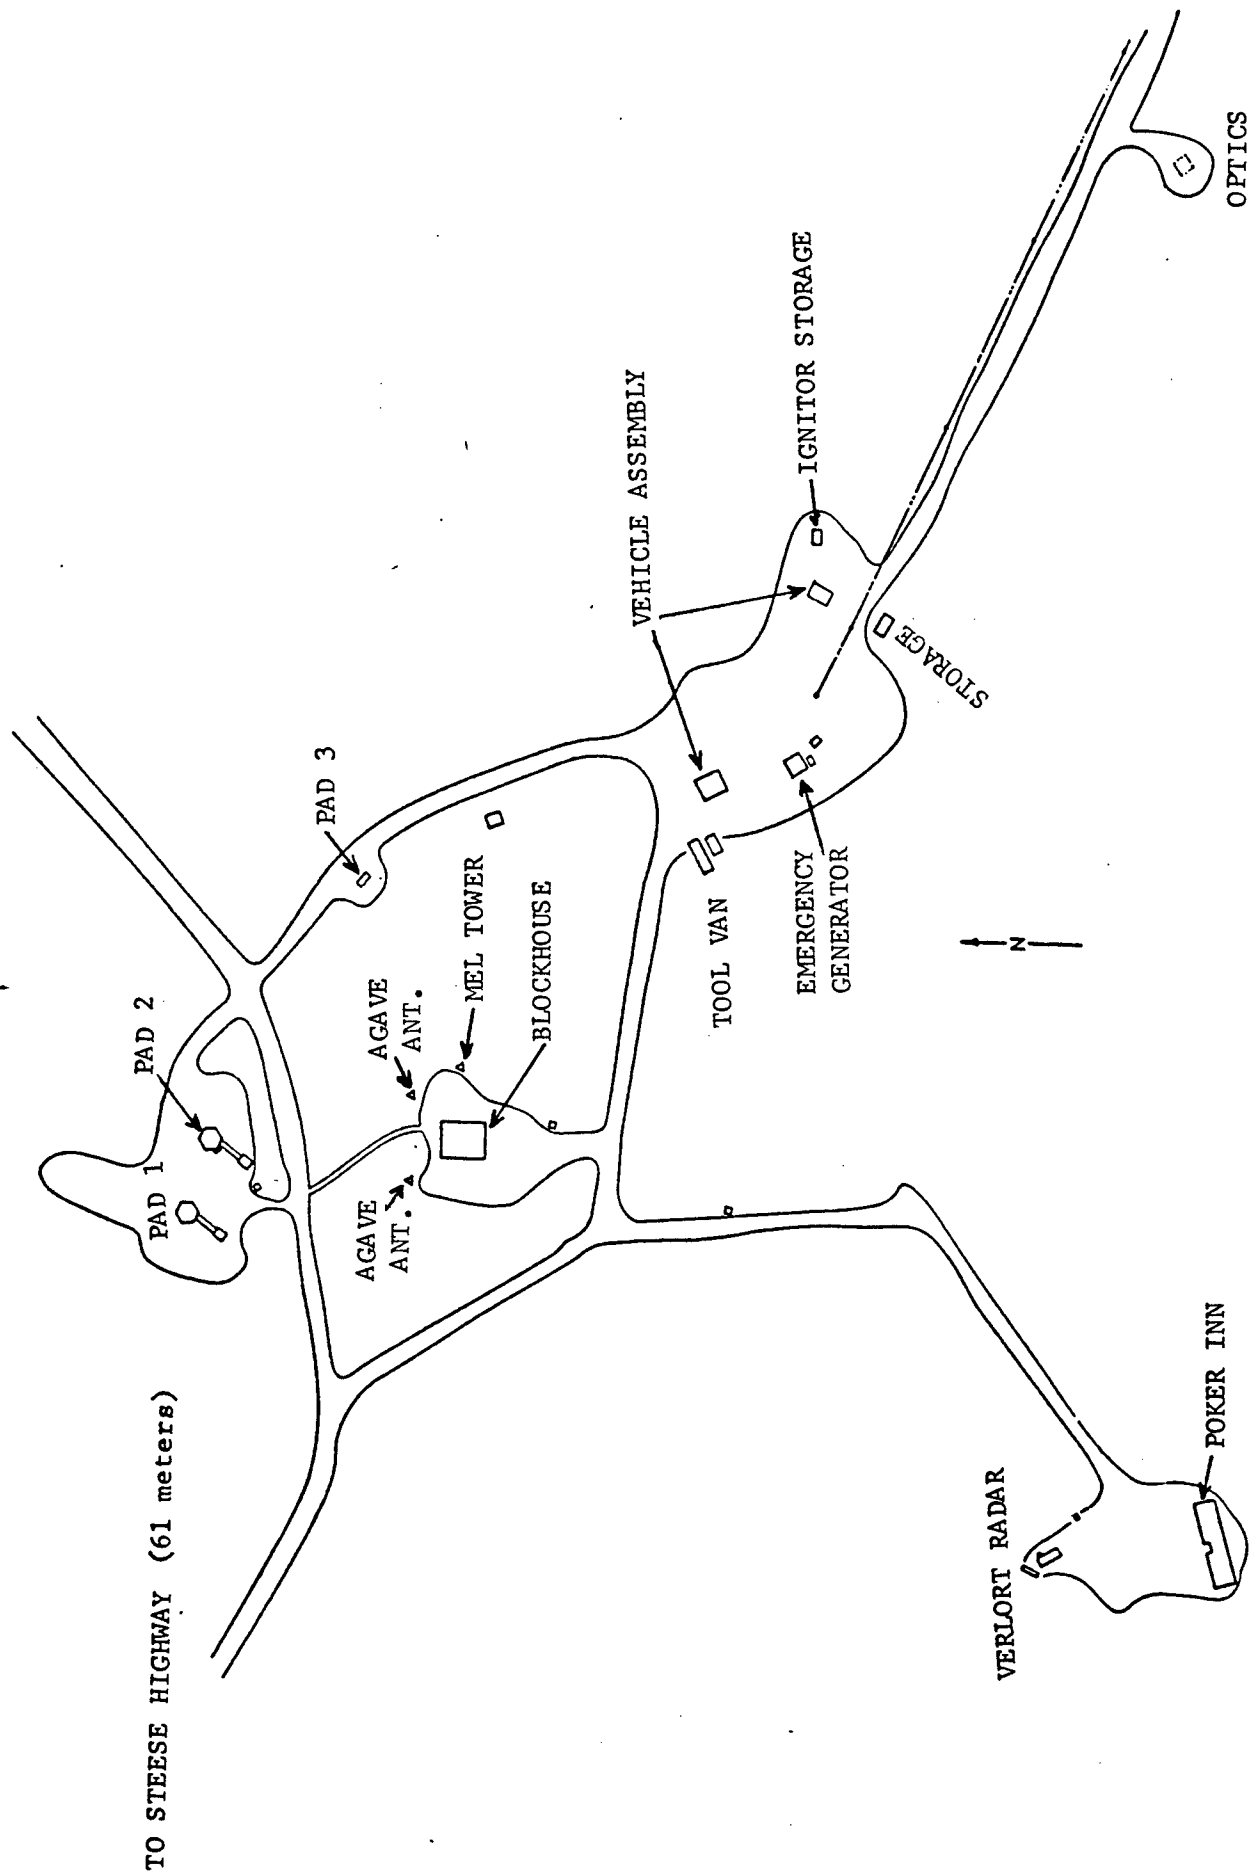 TO STEESE HIGHWAY (61 meters)
PAD 1
PAD 2
PAD 3
AGAVE
ANT.
AGAVE
ANT.
MEL TOWER
BLOCKHOUSE
VEHICLE ASSEMBLY
TOOL VAN
IGNITOR STORAGE
EMERGENCY
GENERATOR
STORAGE
N
VERLORT RADAR
POKER INN
OPTICS